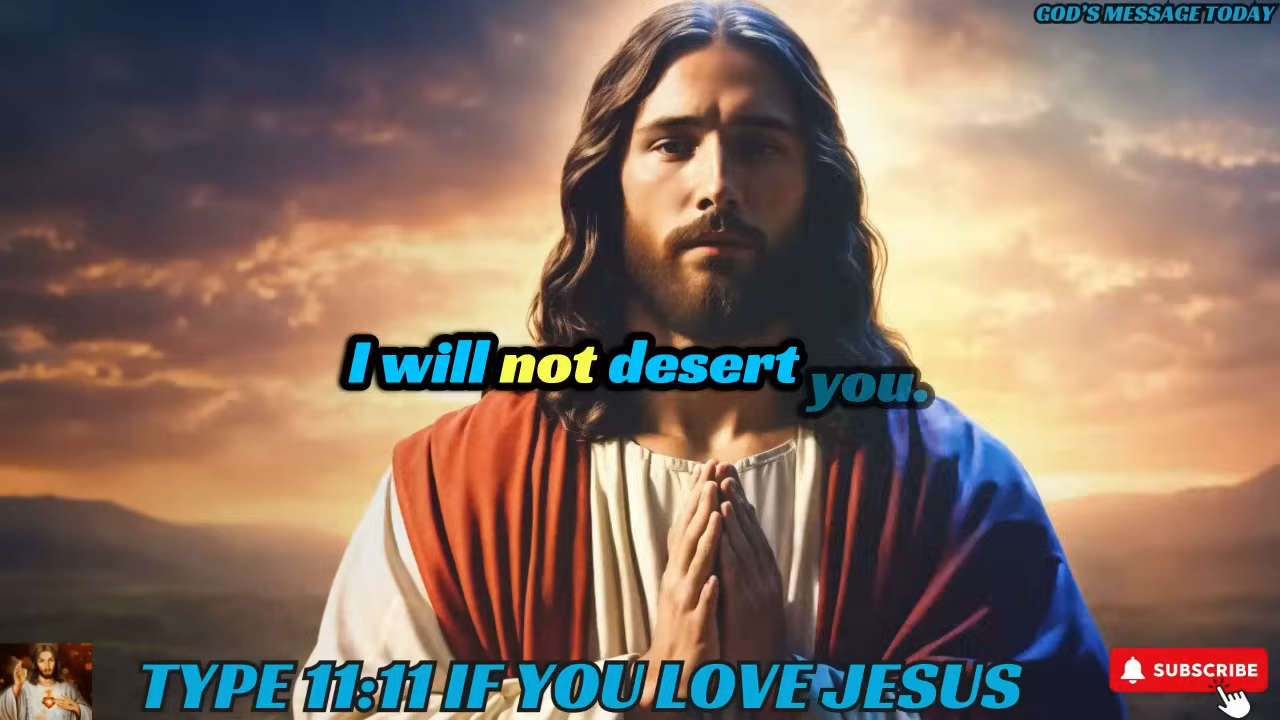 GOD'S MESSAGE TODAY
I will not desert you.
TYPE 11:11 IF YOU LOVE JESUS
SUBSCRIBE